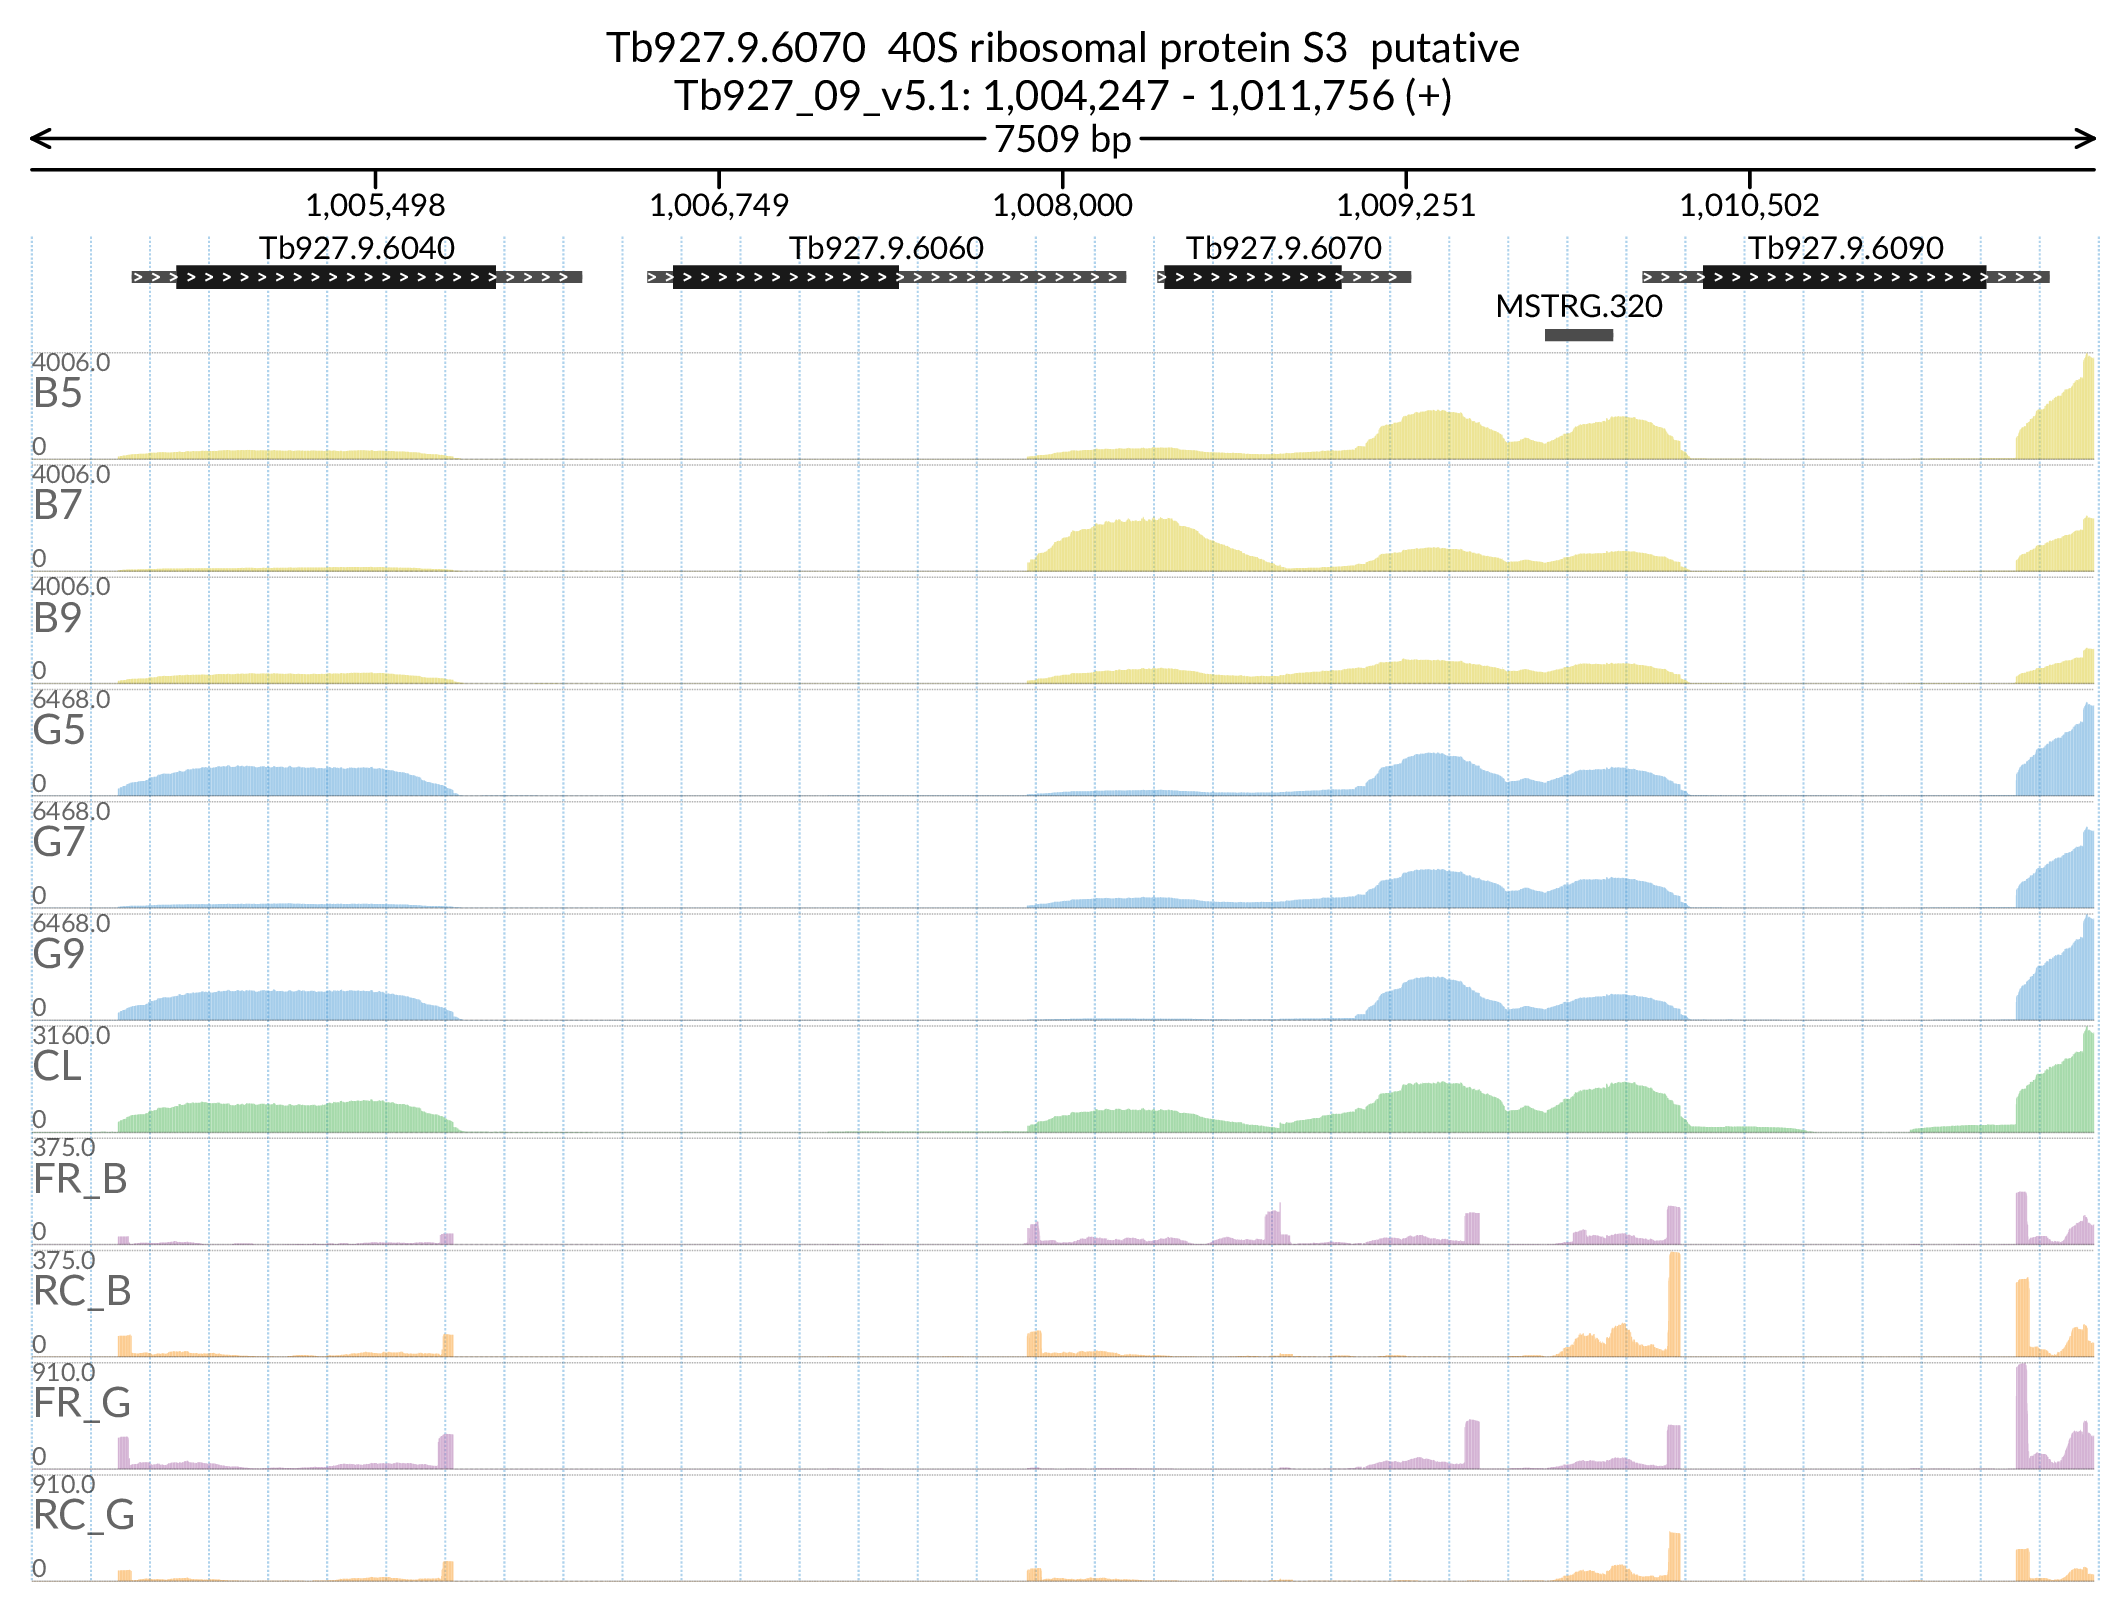 Tb927.9.6070  40S ribosomal protein S3  putative
Tb927_09_v5.1: 1,004,247 - 1,011,756 (+)
7509 bp
1,005,498 1,006,749 1,008,000 1,009,251 1,010,502
Tb927.9.6040 Tb927.9.6060 Tb927.9.6070 Tb927.9.6090
MSTRG.320
4006.0
B5
0
4006.0
B7
0
4006.0
B9
0
6468.0
G5
0
6468.0
G7
0
6468.0
G9
0
3160.0
CL
0
375.0
FR_B
0
375.0
RC_B
0
910.0
FR_G
0
910.0
RC_G
0